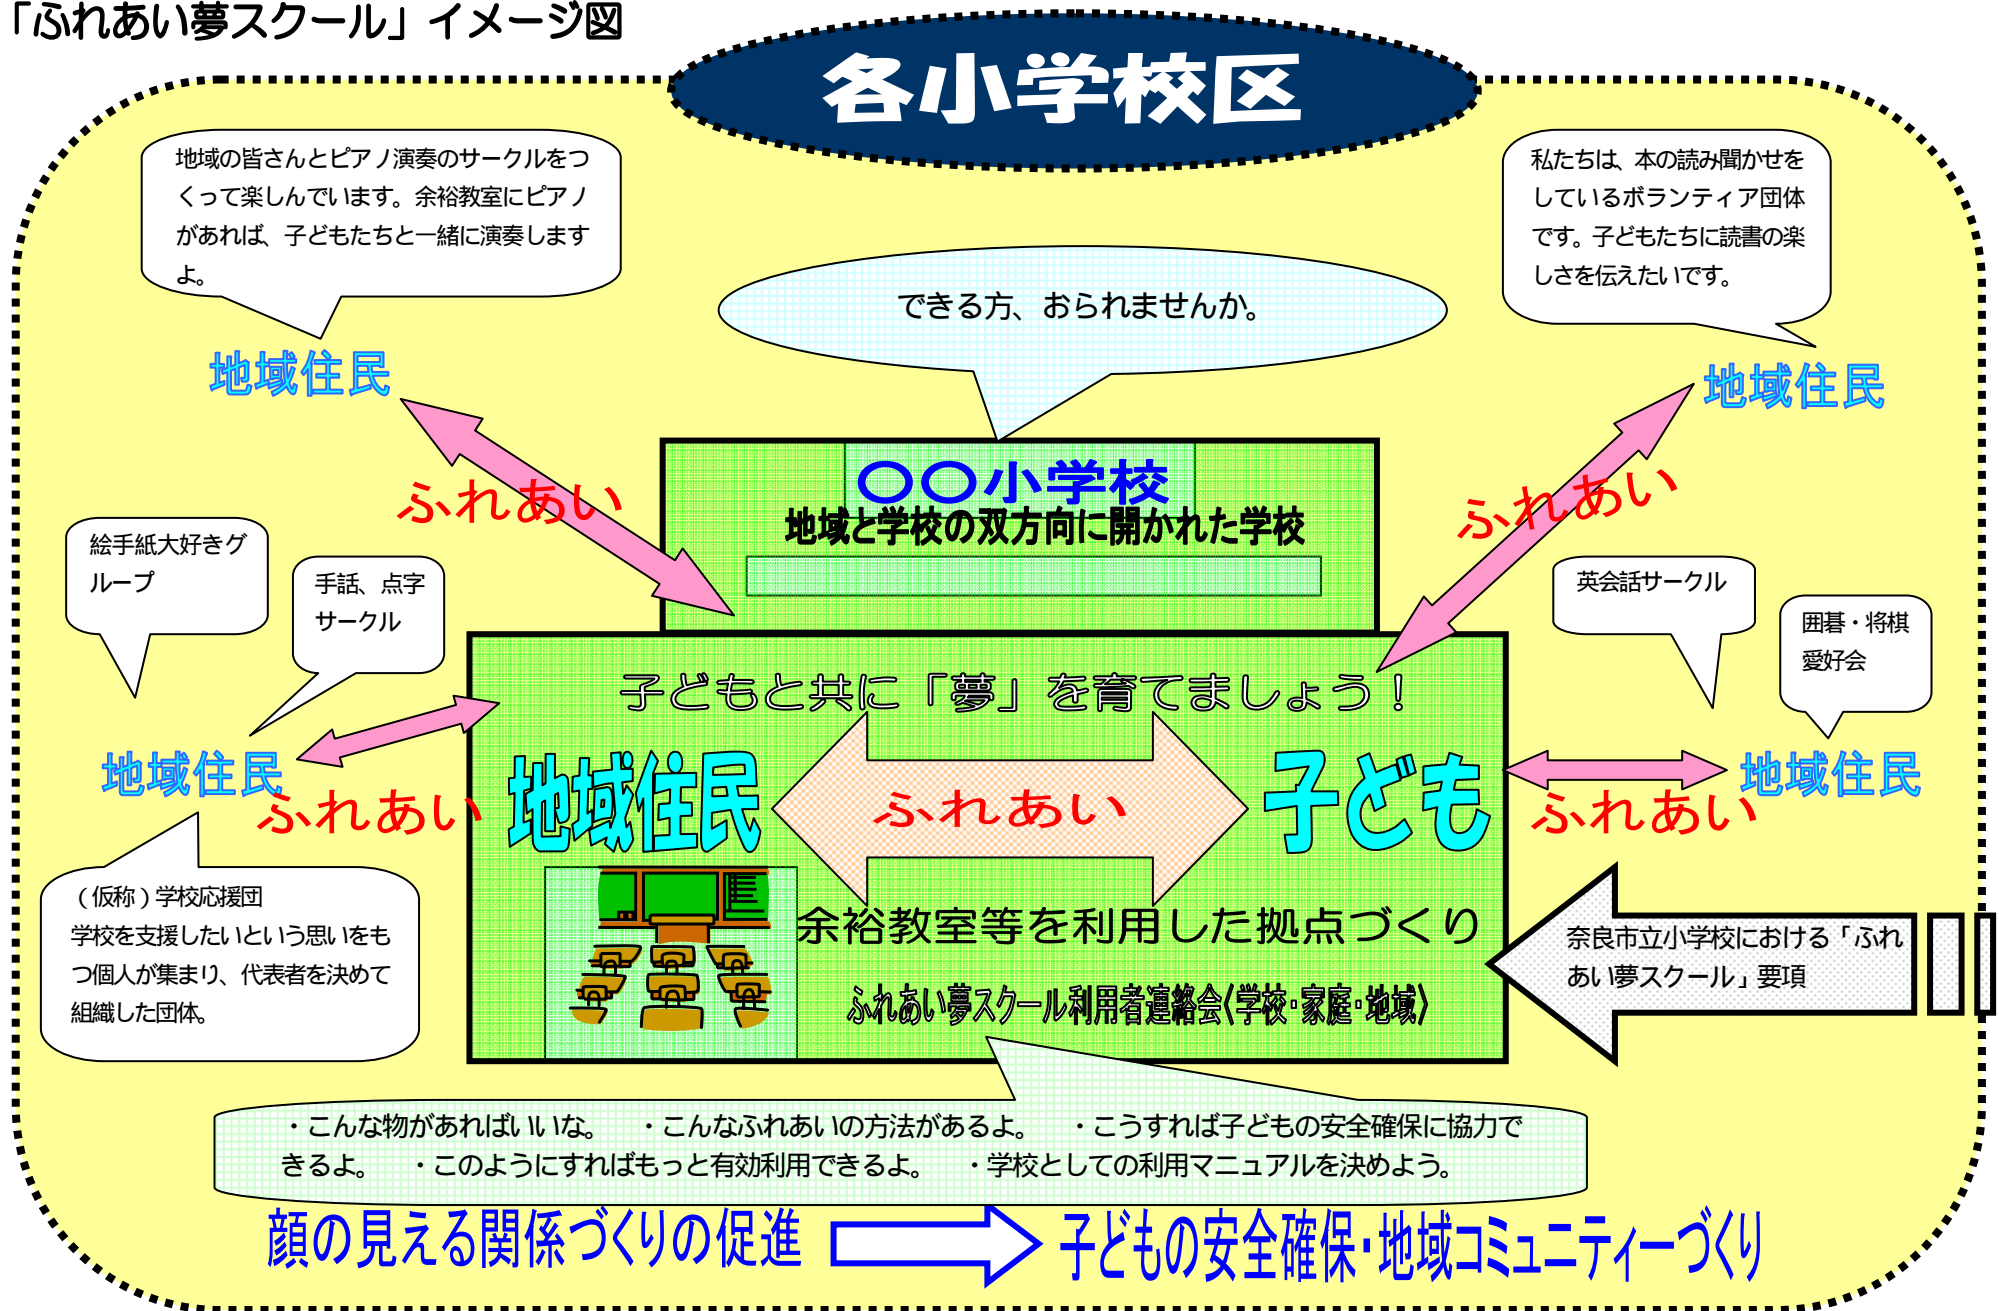 「ふれあい夢スクール」イメージ図
各小学校区
地域の皆さんとピアノ演奏のサークルをつ
くって楽しんでいます。余裕教室にピアノ
があれば、子どもたちと一緒に演奏します
よ。
私たちは、本の読み聞かせを
しているボランティア団体
です。子どもたちに読書の楽
しさを伝えたいです。
できる方、おられませんか。
地域住民
地域住民
ふれあい
ふれあい
〇〇小学校
地域と学校の双方向に開かれた学校
絵手紙大好きグ
ループ
手話、点字
サークル
英会話サークル
囲碁・将棋
愛好会
子どもと共に「夢」を育てましょう!
地域住民
ふれあい
地域住民
ふれあい
子ども
ふれあい
地域住民
(仮称)学校応援団
学校を支援したいという思いをも
つ個人が集まり、代表者を決めて
組織した団体。
余裕教室等を利用した拠点づくり
ふれあい夢スクール利用者連絡会〈学校・家庭・地域〉
奈良市立小学校における「ふれ
あい夢スクール」要項
・こんな物があればいいな。 ・こんなふれあいの方法があるよ。 ・こうすれば子どもの安全確保に協力で
きるよ。 ・このようにすればもっと有効利用できるよ。 ・学校としての利用マニュアルを決めよう。
顔の見える関係づくりの促進
子どもの安全確保・地域コミュニティーづくり